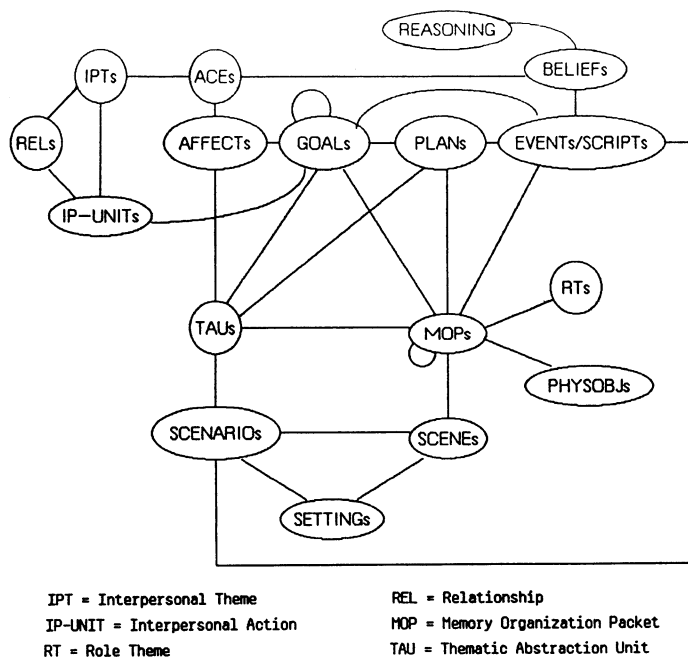 REASONING
IPTs
ACEs
BELIEFs
RELs
AFFECTs
GOALs
PLANs
EVENTs/SCRIPTs
IP-UNITs
RTs
TAUs
MOPs
PHYSOBJs
SCENARIOs
SCENEs
SETTINGs
IPT = Interpersonal Theme
REL = Relationship
IP-UNIT = Interpersonal Action
MOP = Memory Organization Packet
RT = Role Theme
TAU = Thematic Abstraction Unit